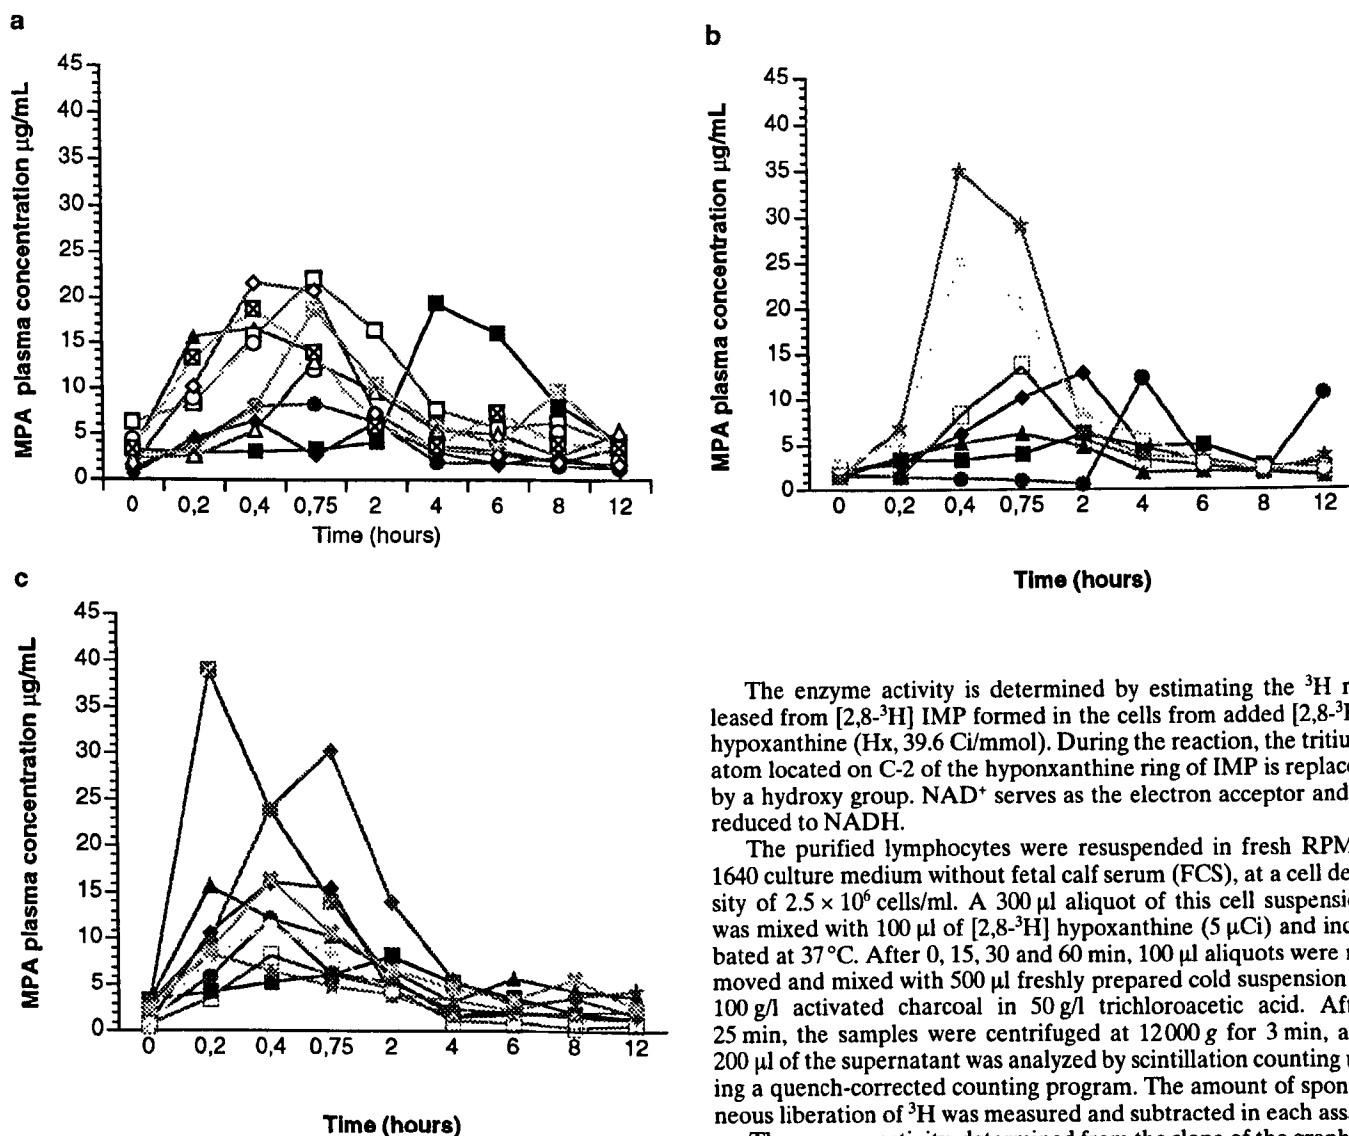 a
MPA plasma concentration µg/mL
45
40
35
30
25
20
15
10
5
0
0 0,2 0,4 0,75 2 4 6 8 12
Time (hours)
b
MPA plasma concentration µg/mL
45
40
35
30
25
20
15
10
5
0
0 0,2 0,4 0,75 2 4 6 8 12
Time (hours)
c
MPA plasma concentration µg/mL
45
40
35
30
25
20
15
10
5
0
0 0,2 0,4 0,75 2 4 6 8 12
Time (hours)
The enzyme activity is determined by estimating the ³H
leased from [2,8-³H] IMP formed in the cells from added
hypoxanthine (Hx, 39.6 Ci/mmol). During the reaction, the
atom located on C-2 of the hyponxanthine ring of IMP is
by a hydroxy group. NAD⁺ serves as the electron acceptor and
reduced to NADH.
The purified lymphocytes were resuspended in fresh
1640 culture medium without fetal calf serum (FCS), at a cell
sity of 2.5 × 10⁶ cells/ml. A 300 µl aliquot of this cell
was mixed with 100 µl of [2,8-³H] hypoxanthine (5 µCi) and
bated at 37°C. After 0, 15, 30 and 60 min, 100 µl aliquots were
moved and mixed with 500 µl freshly prepared cold suspension
100 g/l activated charcoal in 50 g/l trichloroacetic acid.
25 min, the samples were centrifuged at 12000 g for 3 min,
200 µl of the supernatant was analyzed by scintillation counting
ing a quench-corrected counting program. The amount of
neous liberation of ³H was measured and subtracted in each